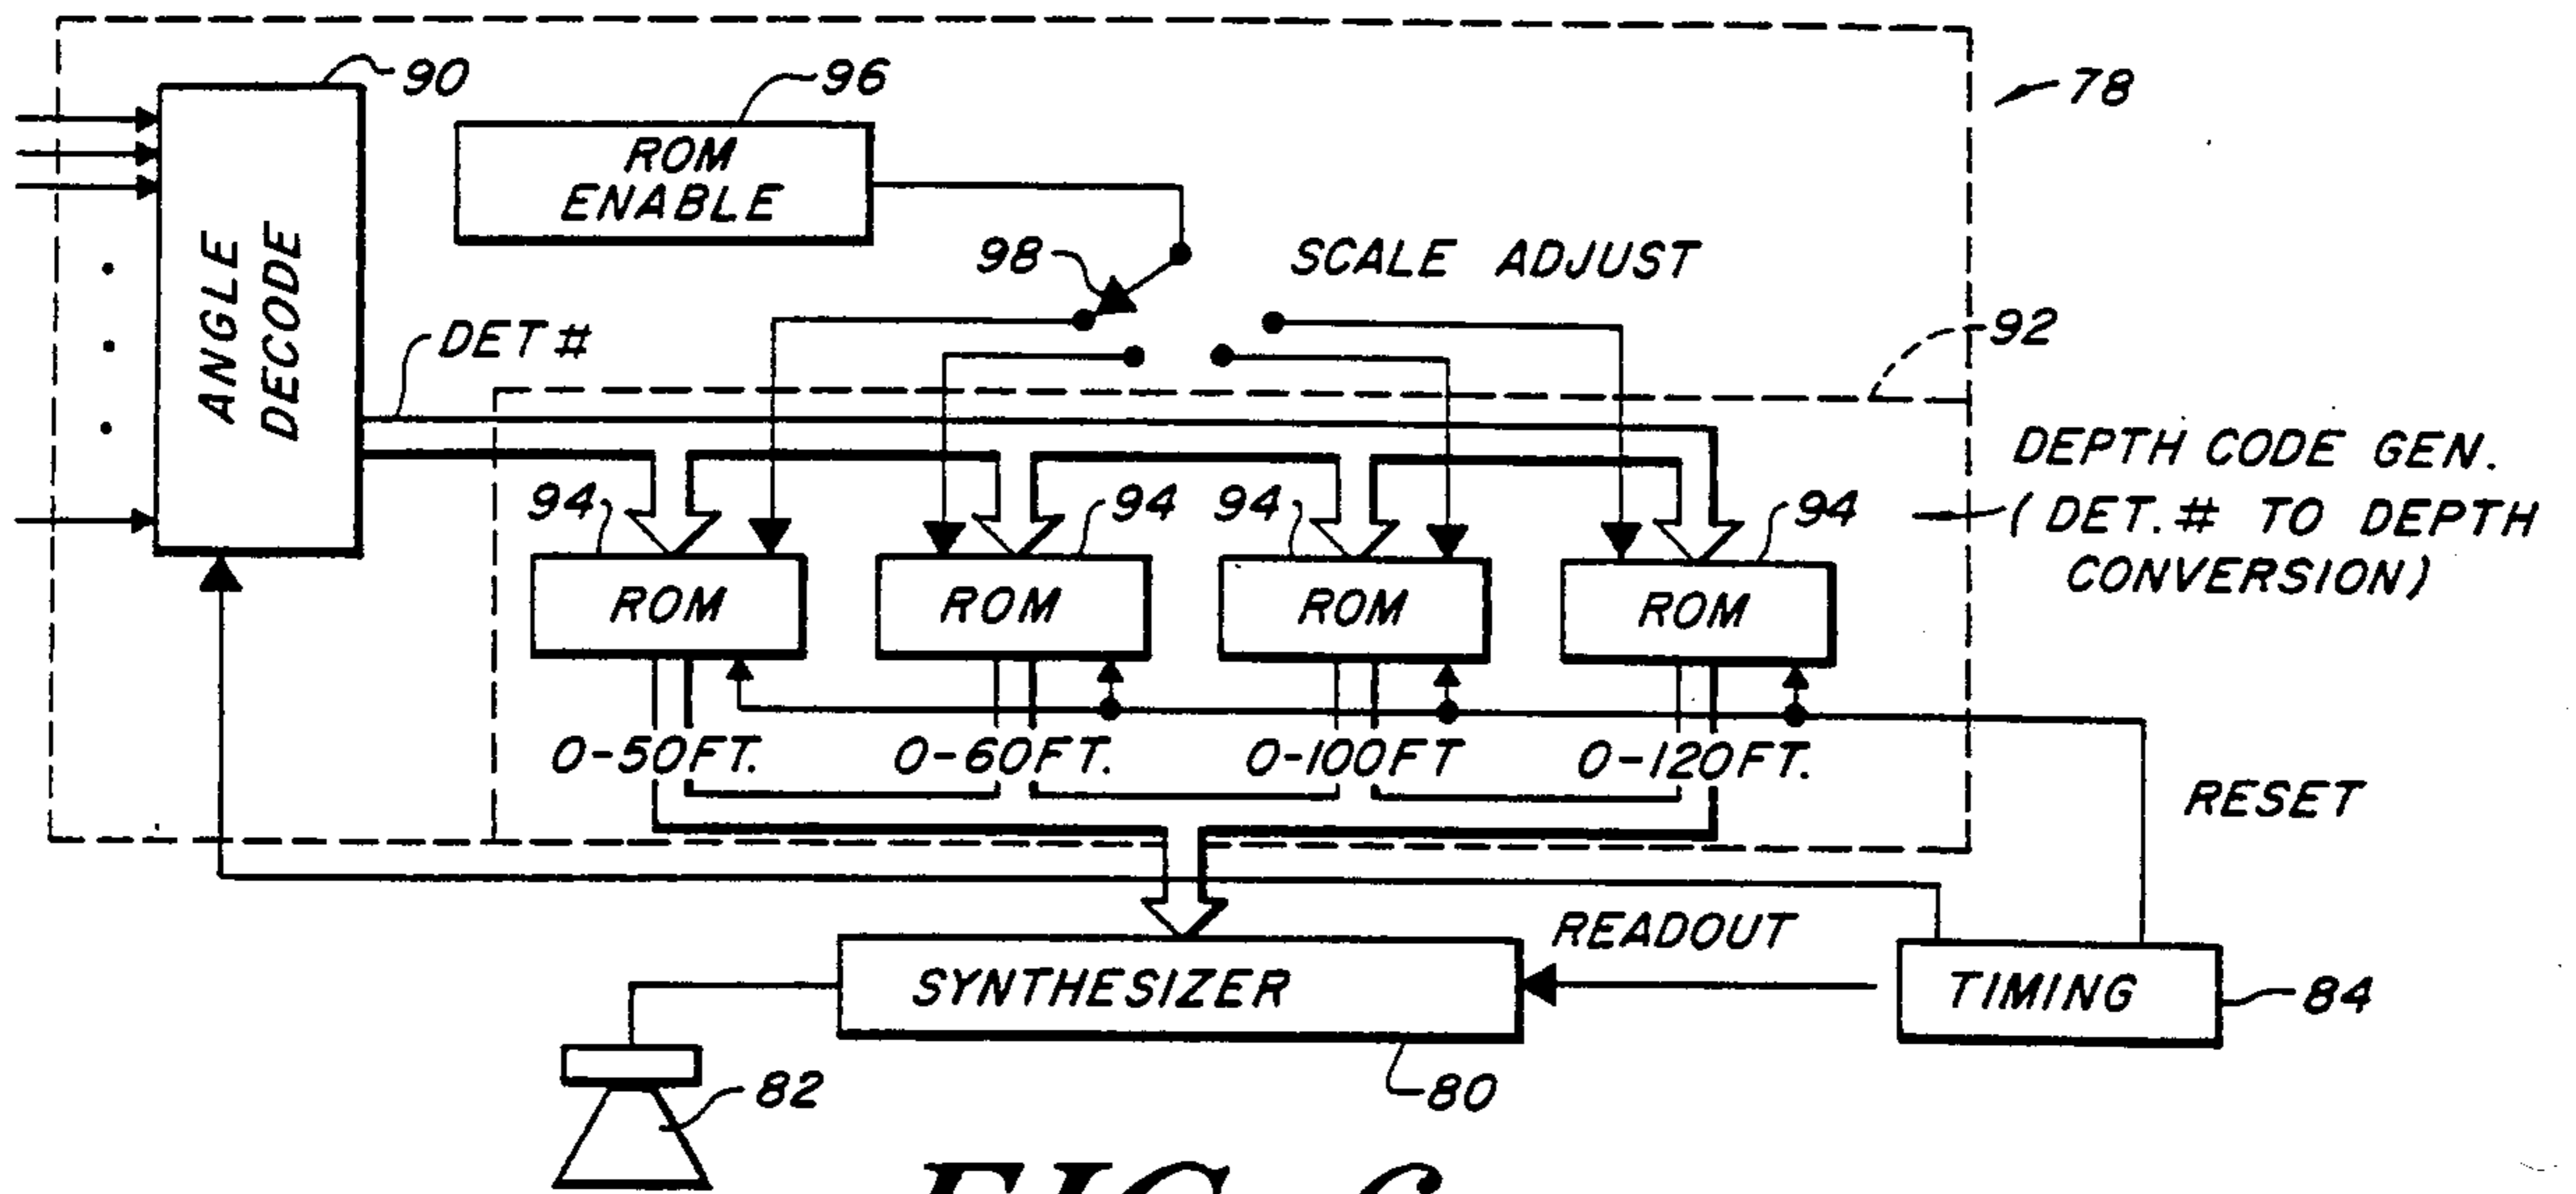 90
96
78
ROM
ENABLE
ANGLE
DECODE
98
SCALE ADJUST
DET #
92
DEPTH CODE GEN.
(DET. # TO DEPTH
CONVERSION)
94
94
94
94
ROM
ROM
ROM
ROM
0-50FT.
0-60FT.
0-100FT
0-120FT.
RESET
READOUT
SYNTHESIZER
TIMING
84
80
82
FIG. 6